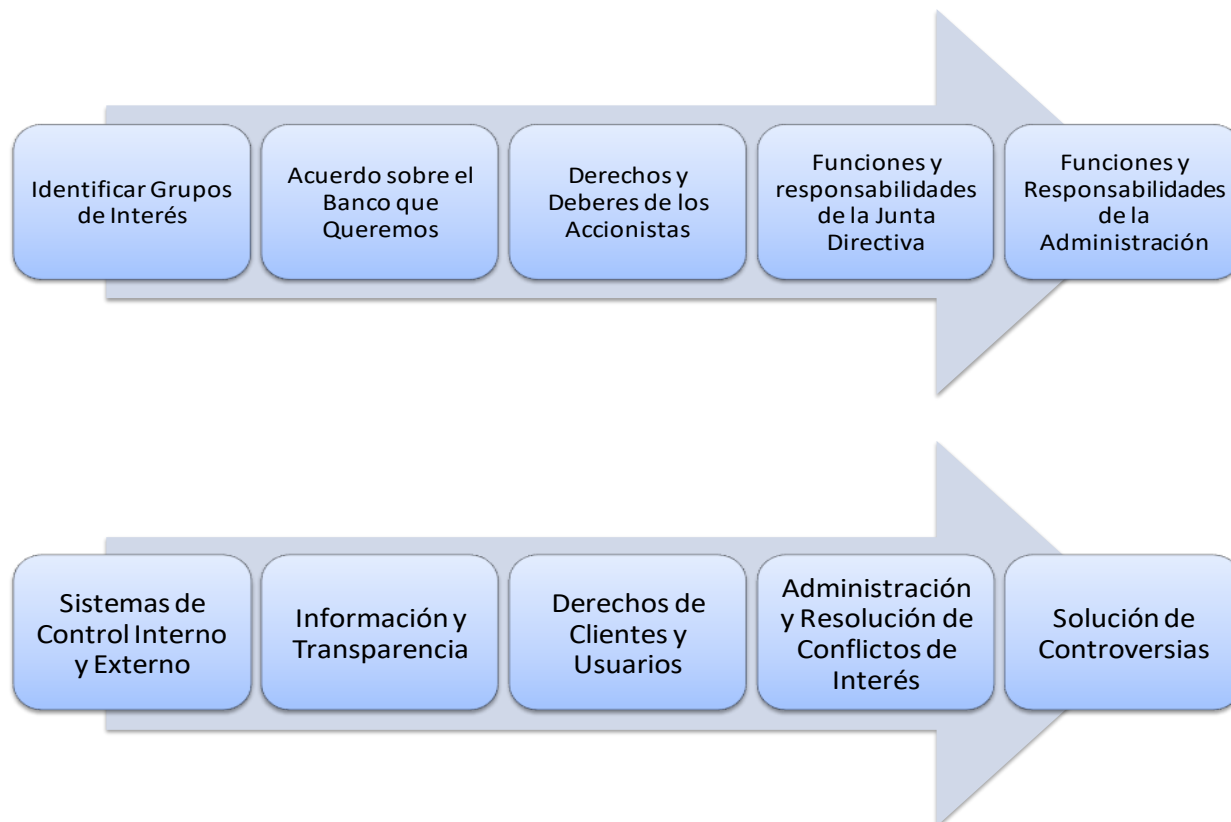 Identificar Grupos
de Interés
Acuerdo sobre el
Banco que
Queremos
Derechos y
Deberes de los
Accionistas
Funciones y
responsabilidades
de la Junta
Directiva
Funciones y
Responsabilidades
de la
Administración
Sistemas de
Control Interno
y Externo
Información y
Transparencia
Derechos de
Clientes y
Usuarios
Administración
y Resolución de
Conflictos de
Interés
Solución de
Controversias